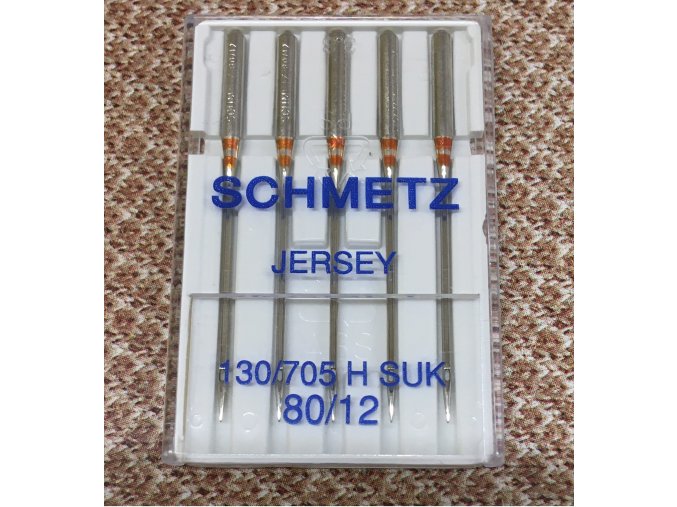 SCHMETZ
JERSEY
130/705 H SUK
80/12